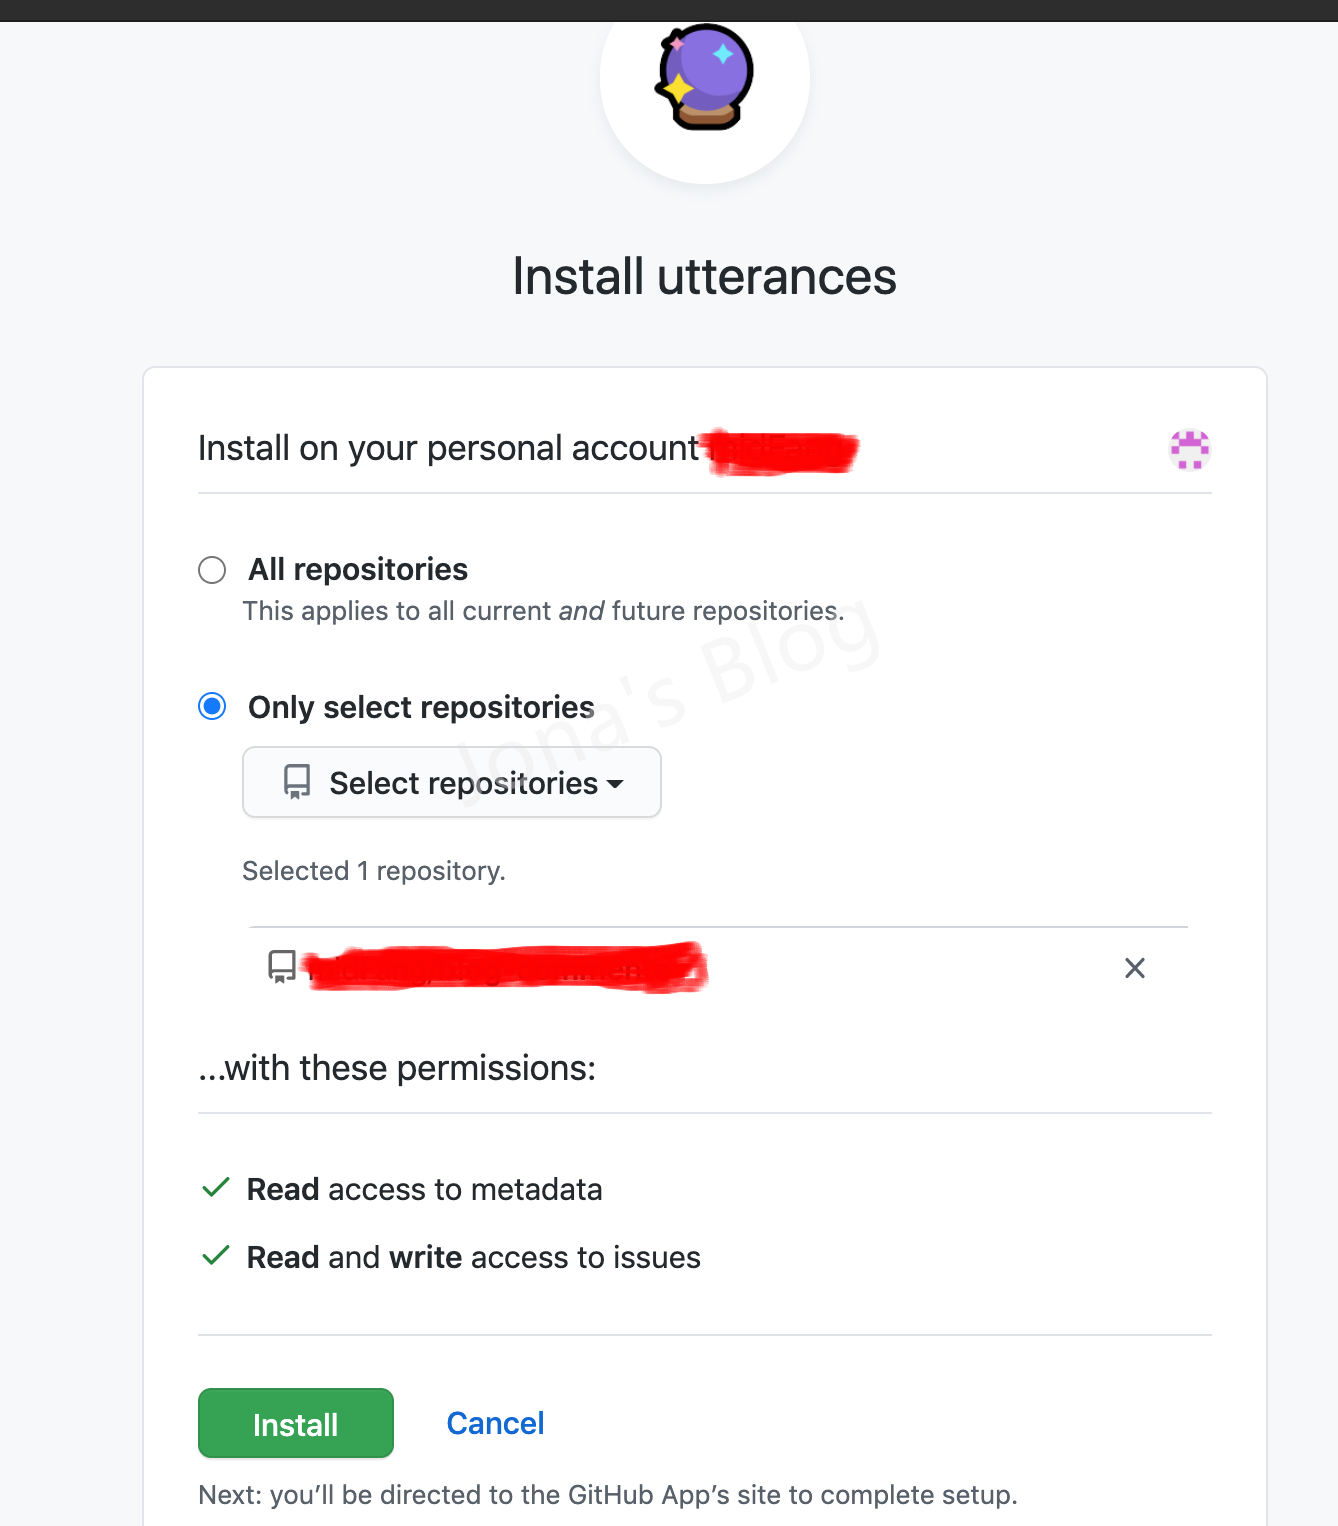 Install utterances
Install on your personal account
All repositories
This applies to all current and future repositories.
Only select repositories
Jona's Blog
Select repositories
Selected 1 repository.
...with these permissions:
Read access to metadata
Read and write access to issues
Install Cancel
Next: you’ll be directed to the GitHub App’s site to complete setup.